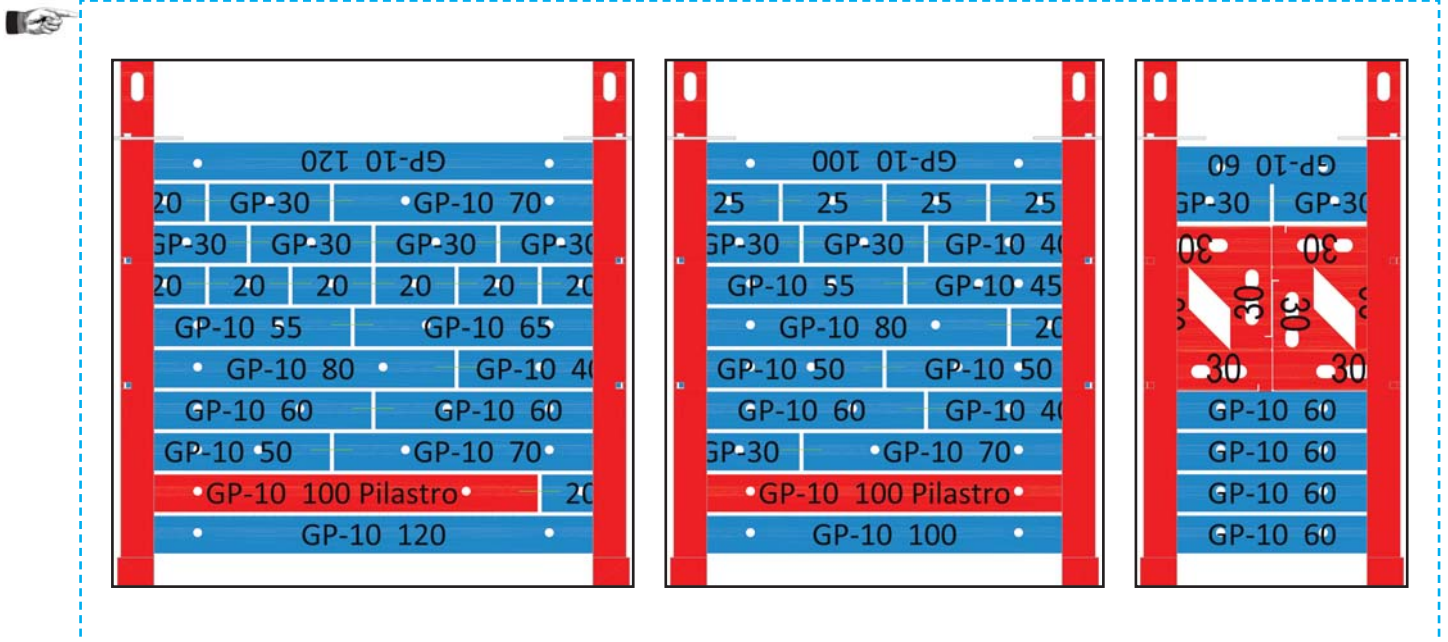 GP-10 120
20 GP-30 GP-10 70
GP-30 GP-30 GP-30 GP-30
20 20 20 20 20 20
GP-10 55 GP-10 65
GP-10 80 GP-10 40
GP-10 60 GP-10 60
GP-10 50 GP-10 70
GP-10 100 Pilastro 20
GP-10 120
GP-10 100
25 25 25 25
GP-30 GP-30 GP-10 40
GP-10 55 GP-10 45
GP-10 80 20
GP-10 50 GP-10 50
GP-10 60 GP-10 40
GP-30 GP-10 70
GP-10 100 Pilastro
GP-10 100
GP-10 60
GP-30 GP-30
30 30
30 30 30 30
30 30
GP-10 60
GP-10 60
GP-10 60
GP-10 60